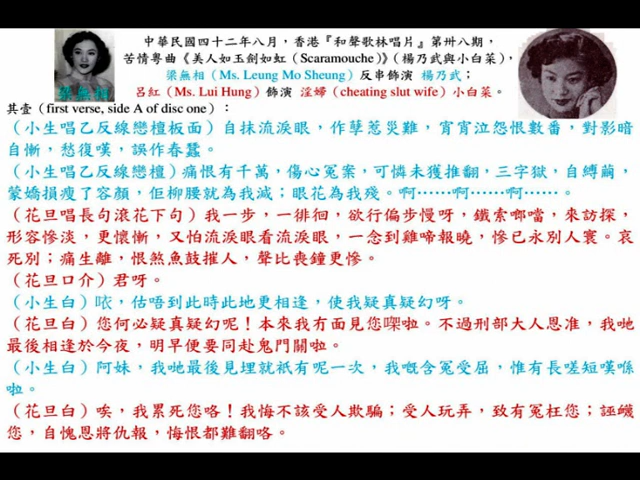 中華民國四十二年八月，香港『和聲歌林唱片』第卅八期，
苦情粵曲《美人如玉劍如虹（Scaramouche）》（楊乃武與小白菜），
梁無相（Ms. Leung Mo Sheung）反串飾演 楊乃武；
呂紅（Ms. Lui Hung）飾演 淫婦（cheating slut wife）小白菜。
梁無相
其壹（first verse, side A of disc one）：
（小生唱乙反線戀檀板面）自抹流淚眼，作孽惹災難，宵宵泣怨恨數番，對影暗
自慚，愁復嘆，誤作春蠶。
（小生唱乙反線戀檀）痛恨有千萬，傷心冤案，可憐未獲推翻，三字獄，自縛繭，
蒙嬌損瘦了容顏，佢柳腰就為我減；眼花為我殘。啊⋯⋯⋯啊⋯⋯⋯啊⋯⋯⋯。
（花旦唱長句滾花下句）我一步，一徘徊，欲行偏步慢呀，鐵索啷噹，來訪探，
形容慘淡，更懷慚，又怕流淚眼看流淚眼，一念到雞啼報曉，慘已永別人寰。哀
死別；痛生離，恨煞魚鼓摧人，聲比喪鐘更慘。
（花旦口介）君呀。
（小生白）咴，估唔到此時此地更相逢，使我疑真疑幻呀。
（花旦白）您何必疑真疑幻呢！本來我冇面見您㗎啦。不過刑部大人恩准，我哋
最後相逢於今夜，明早便要同赴鬼門關啦。
（小生白）阿妹，我哋最後見埋就衹有呢一次，我嘅含冤受屈，惟有長嗟短嘆喺
啦。
（花旦白）唉，我累死您咯！我悔不該受人欺騙；受人玩弄，致有冤枉您；誣衊
您，自愧恩將仇報，悔恨都難翻咯。